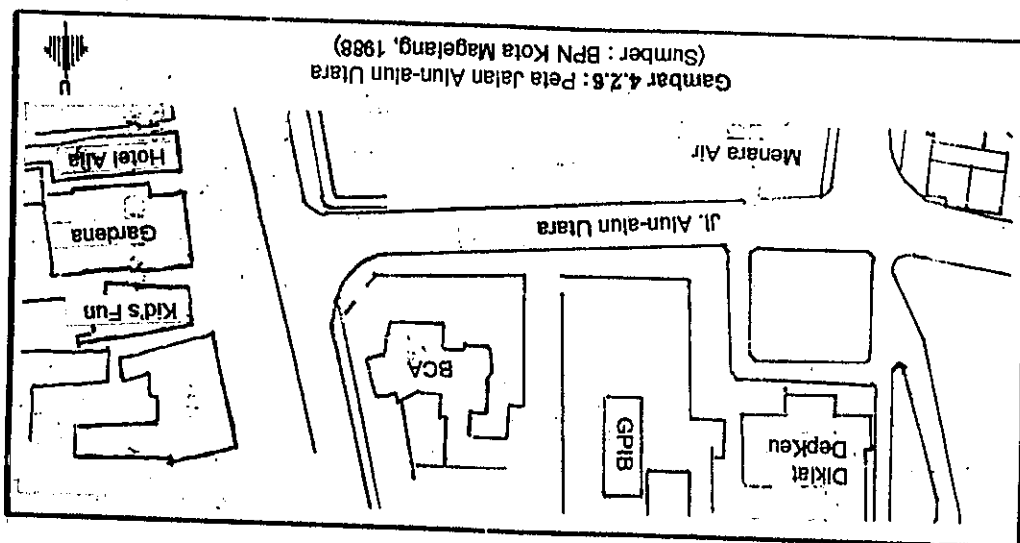 Diklat
DepKeu
GPIB
BCA
Kid's Fun
Gardena
Jl. Alun-alun Utara
Menara Air
Hotel Alia
U
Gambar 4.2.6 : Peta Jalan Alun-alun Utara
(Sumber : BPN Kota Magelang, 1988)